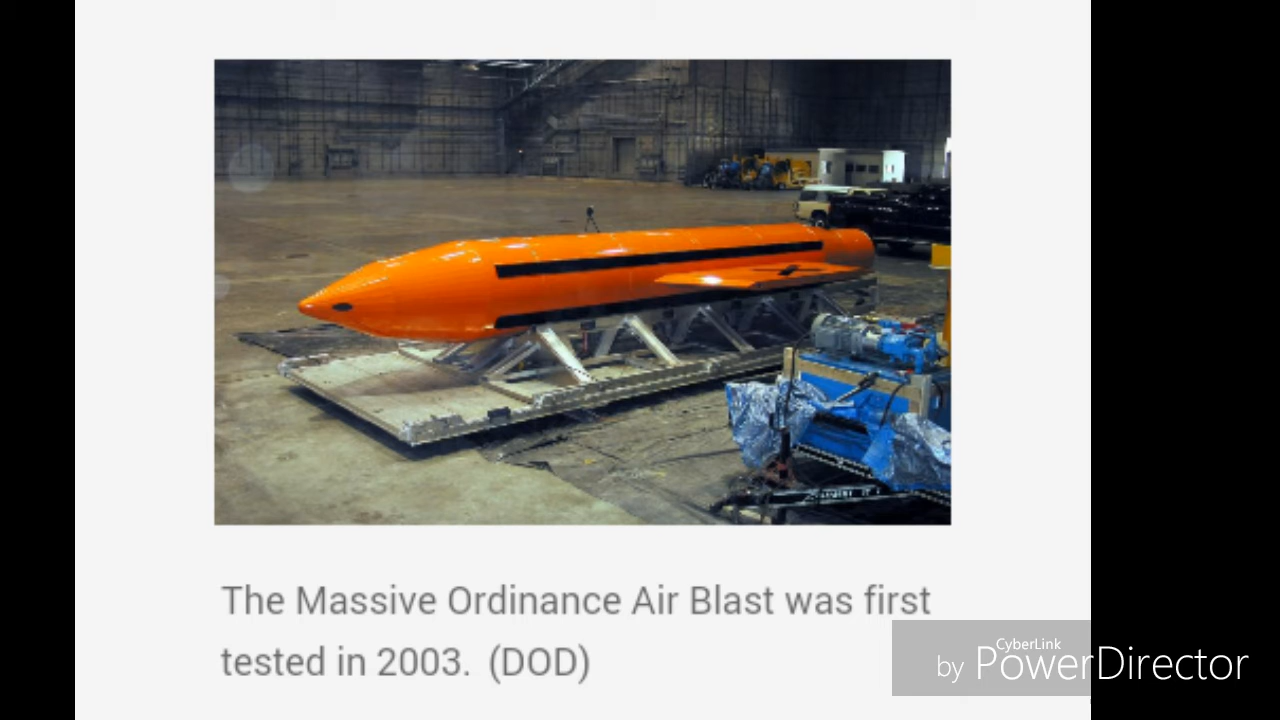 The Massive Ordinance Air Blast was first
tested in 2003. (DOD)
CyberLink
by PowerDirector